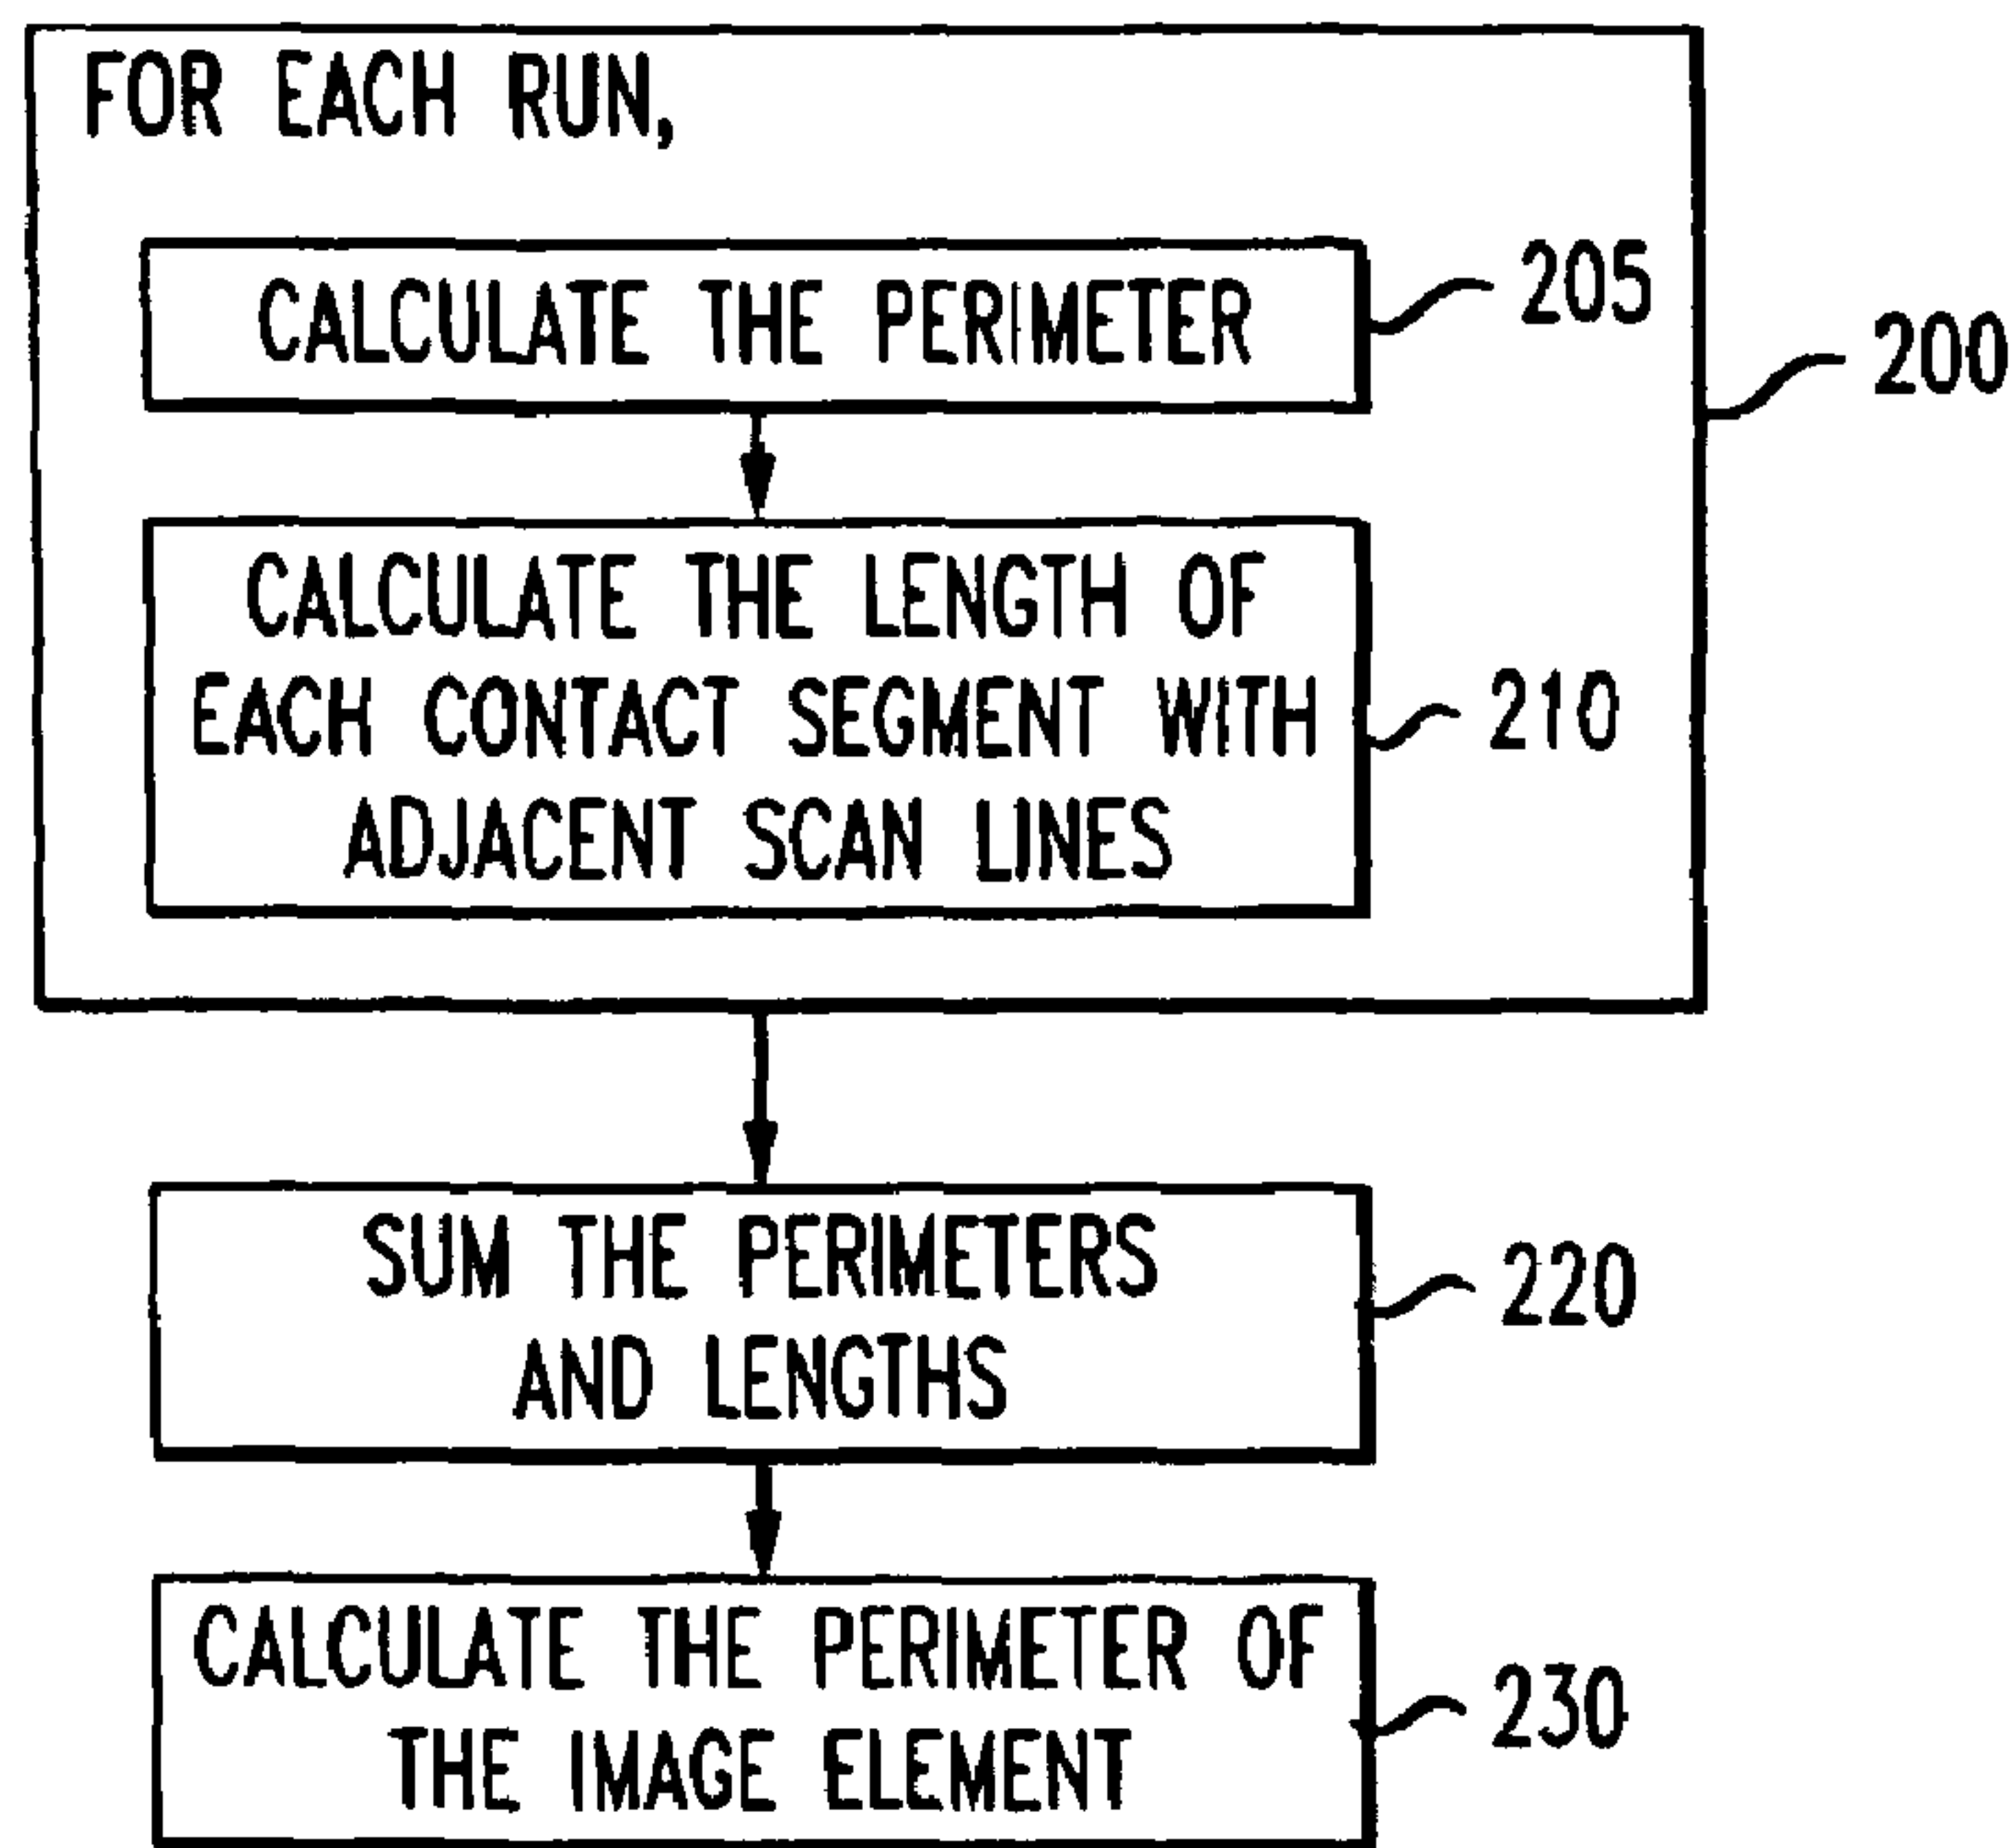 FOR EACH RUN,
CALCULATE THE PERIMETER
205
200
CALCULATE THE LENGTH OF
EACH CONTACT SEGMENT WITH
ADJACENT SCAN LINES
210
SUM THE PERIMETERS
AND LENGTHS
220
CALCULATE THE PERIMETER OF
THE IMAGE ELEMENT
230